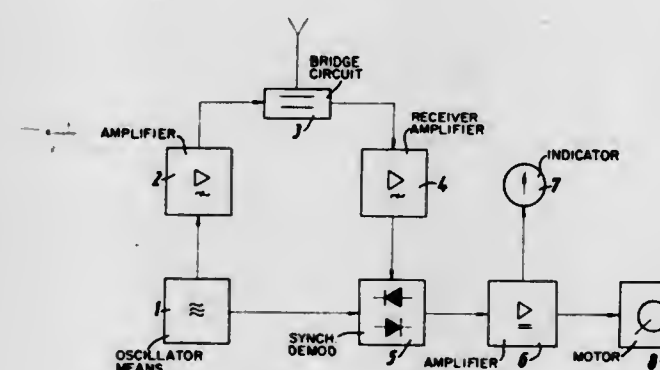 BRIDGE
CIRCUIT
3
AMPLIFIER
2
RECEIVER
AMPLIFIER
4
INDICATOR
7
1
OSCILLATOR
MEANS
SYNCH.
DEMOD
5
AMPLIFIER
6
MOTOR
8